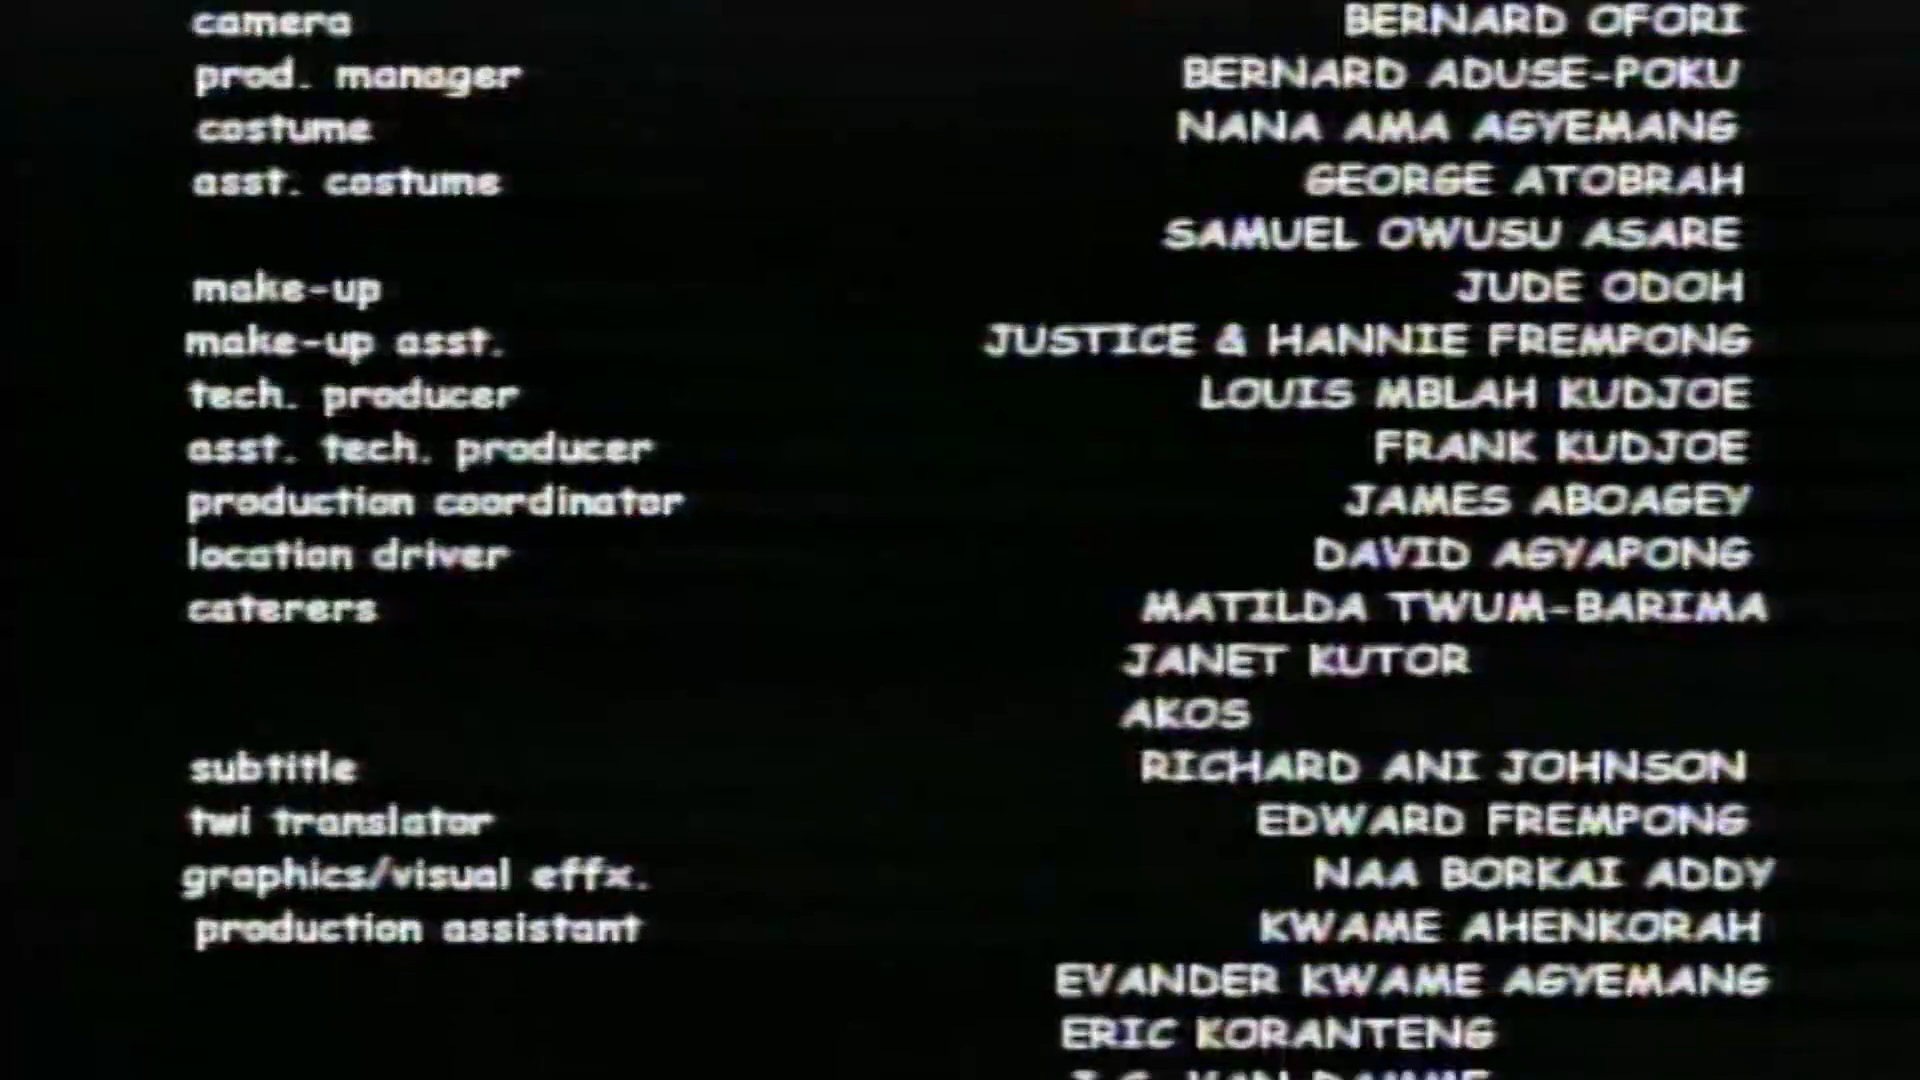 camera BERNARD OFORI
prod. manager BERNARD ADUSE-POKU
costume NANA AMA AGYEMANG
asst. costume GEORGE ATOBRAH
SAMUEL OWUSU ASARE
make-up JUDE ODOH
make-up asst. JUSTICE & HANNIE FREMPONG
tech. producer LOUIS MBLAH KUDJOE
asst. tech. producer FRANK KUDJOE
production coordinator JAMES ABOAGEY
location driver DAVID AGYAPONG
caterers MATILDA TWUM-BARIMA
JANET KUTOR
AKOS
subtitle RICHARD ANI JOHNSON
twi translator EDWARD FREMPONG
graphics/visual effx. NAA BORKAI ADDY
production assistant KWAME AHENKORAH
EVANDER KWAME AGYEMANG
ERIC KORANTENG